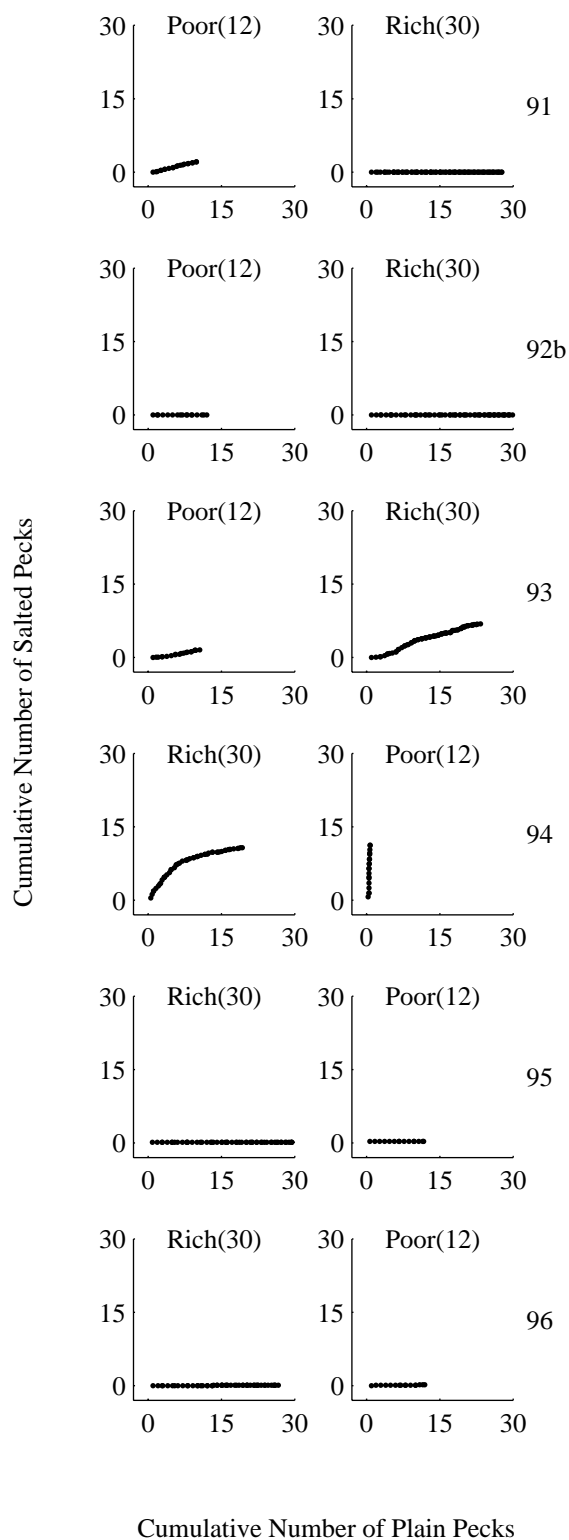 Poor(12) Rich(30)
30 30
15 15 91
0 0
0 15 30 0 15 30
Poor(12) Rich(30)
30 30
15 15 92b
0 0
0 15 30 0 15 30
Poor(12) Rich(30)
30 30
15 15 93
0 0
0 15 30 0 15 30
Cumulative Number of Salted Pecks
Rich(30) Poor(12)
30 30
15 15 94
0 0
0 15 30 0 15 30
Rich(30) Poor(12)
30 30
15 15 95
0 0
0 15 30 0 15 30
Rich(30) Poor(12)
30 30
15 15 96
0 0
0 15 30 0 15 30
Cumulative Number of Plain Pecks